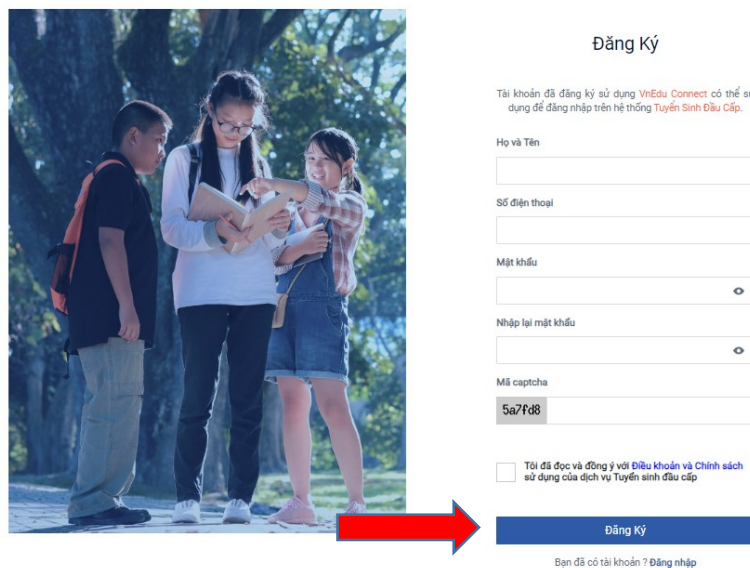 Đăng Ký
Tài khoản đã đăng ký sử dụng VnEdu Connect có thể sử
dụng để đăng nhập trên hệ thống Tuyển Sinh Đầu Cấp.
Họ và Tên
Số điện thoại
Mật khẩu
Nhập lại mật khẩu
Mã captcha
5a7fd8
Tôi đã đọc và đồng ý với Điều khoản và Chính sách
sử dụng của dịch vụ Tuyển sinh đầu cấp
Đăng Ký
Bạn đã có tài khoản ? Đăng nhập